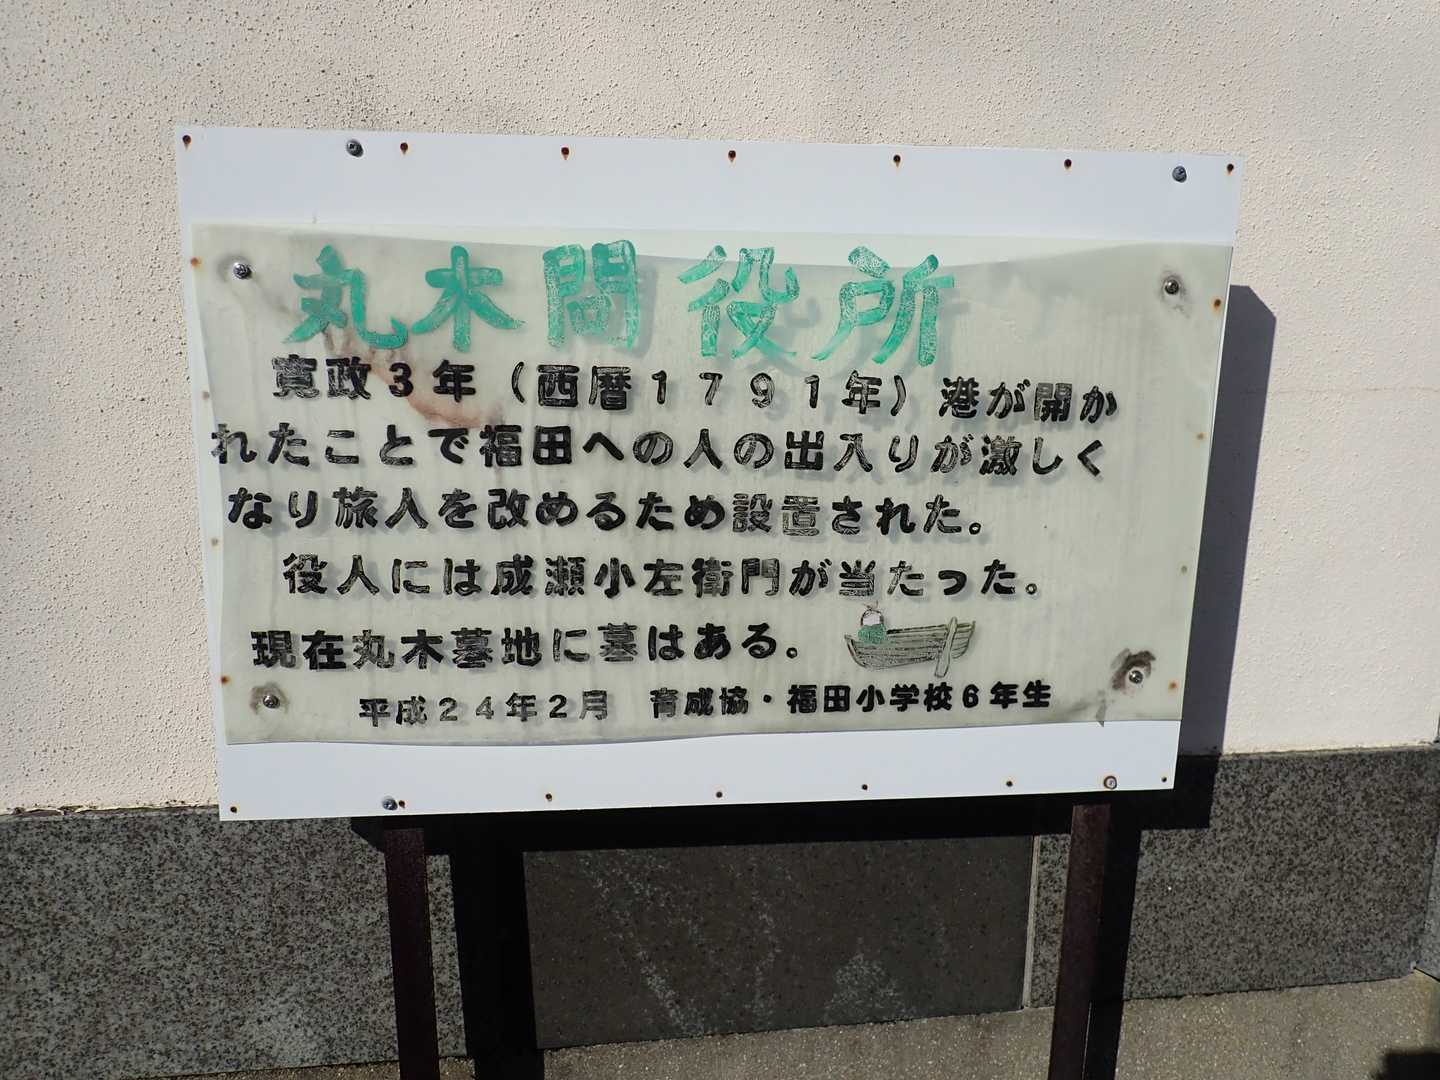 丸木問役所
寛政3年(西暦1791年)港が開か
れたことで福田への人の出入りが激しく
なり旅人を改めるため設置された。
役人には成瀬小左衛門が当たった。
現在丸木墓地に墓はある。
平成24年2月 育成協・福田小学校6年生